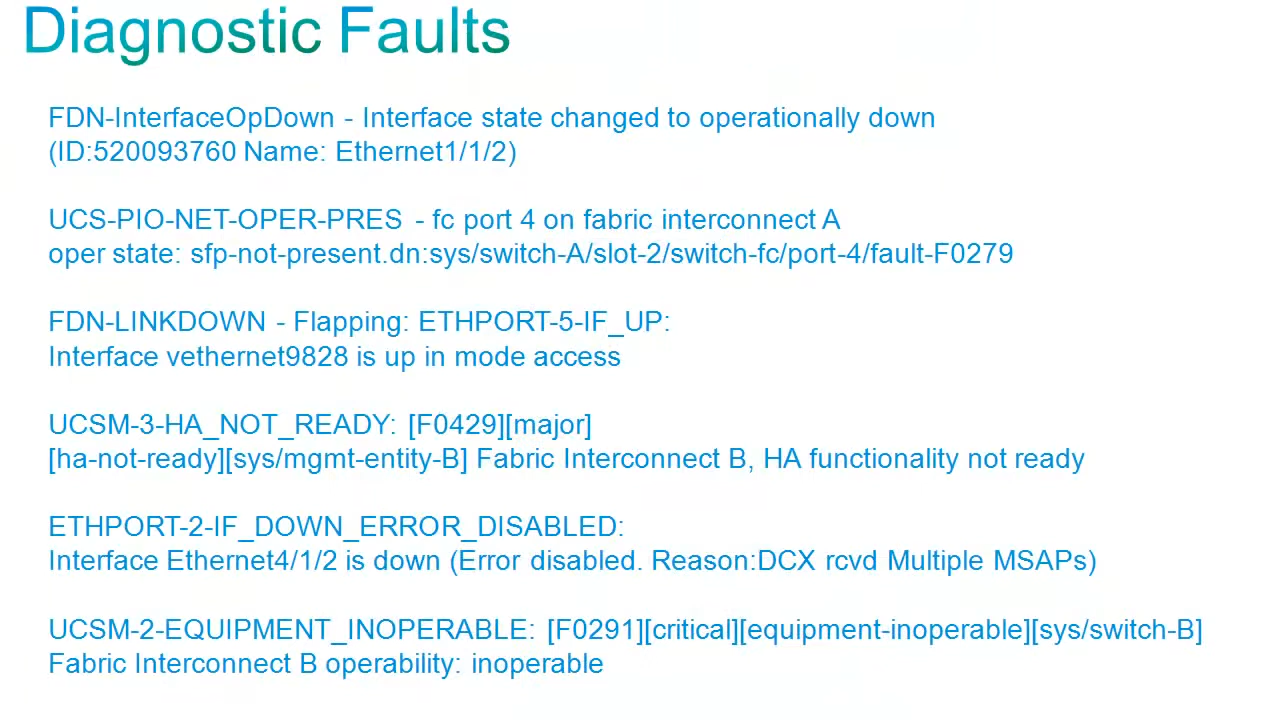 Diagnostic Faults
FDN-InterfaceOpDown - Interface state changed to operationally down
(ID:520093760 Name: Ethernet1/1/2)
UCS-PIO-NET-OPER-PRES - fc port 4 on fabric interconnect A
oper state: sfp-not-present.dn:sys/switch-A/slot-2/switch-fc/port-4/fault-F0279
FDN-LINKDOWN - Flapping: ETHPORT-5-IF_UP:
Interface vethernet9828 is up in mode access
UCSM-3-HA_NOT_READY: [F0429][major]
[ha-not-ready][sys/mgmt-entity-B] Fabric Interconnect B, HA functionality not ready
ETHPORT-2-IF_DOWN_ERROR_DISABLED:
Interface Ethernet4/1/2 is down (Error disabled. Reason:DCX rcvd Multiple MSAPs)
UCSM-2-EQUIPMENT_INOPERABLE: [F0291][critical][equipment-inoperable][sys/switch-B]
Fabric Interconnect B operability: inoperable